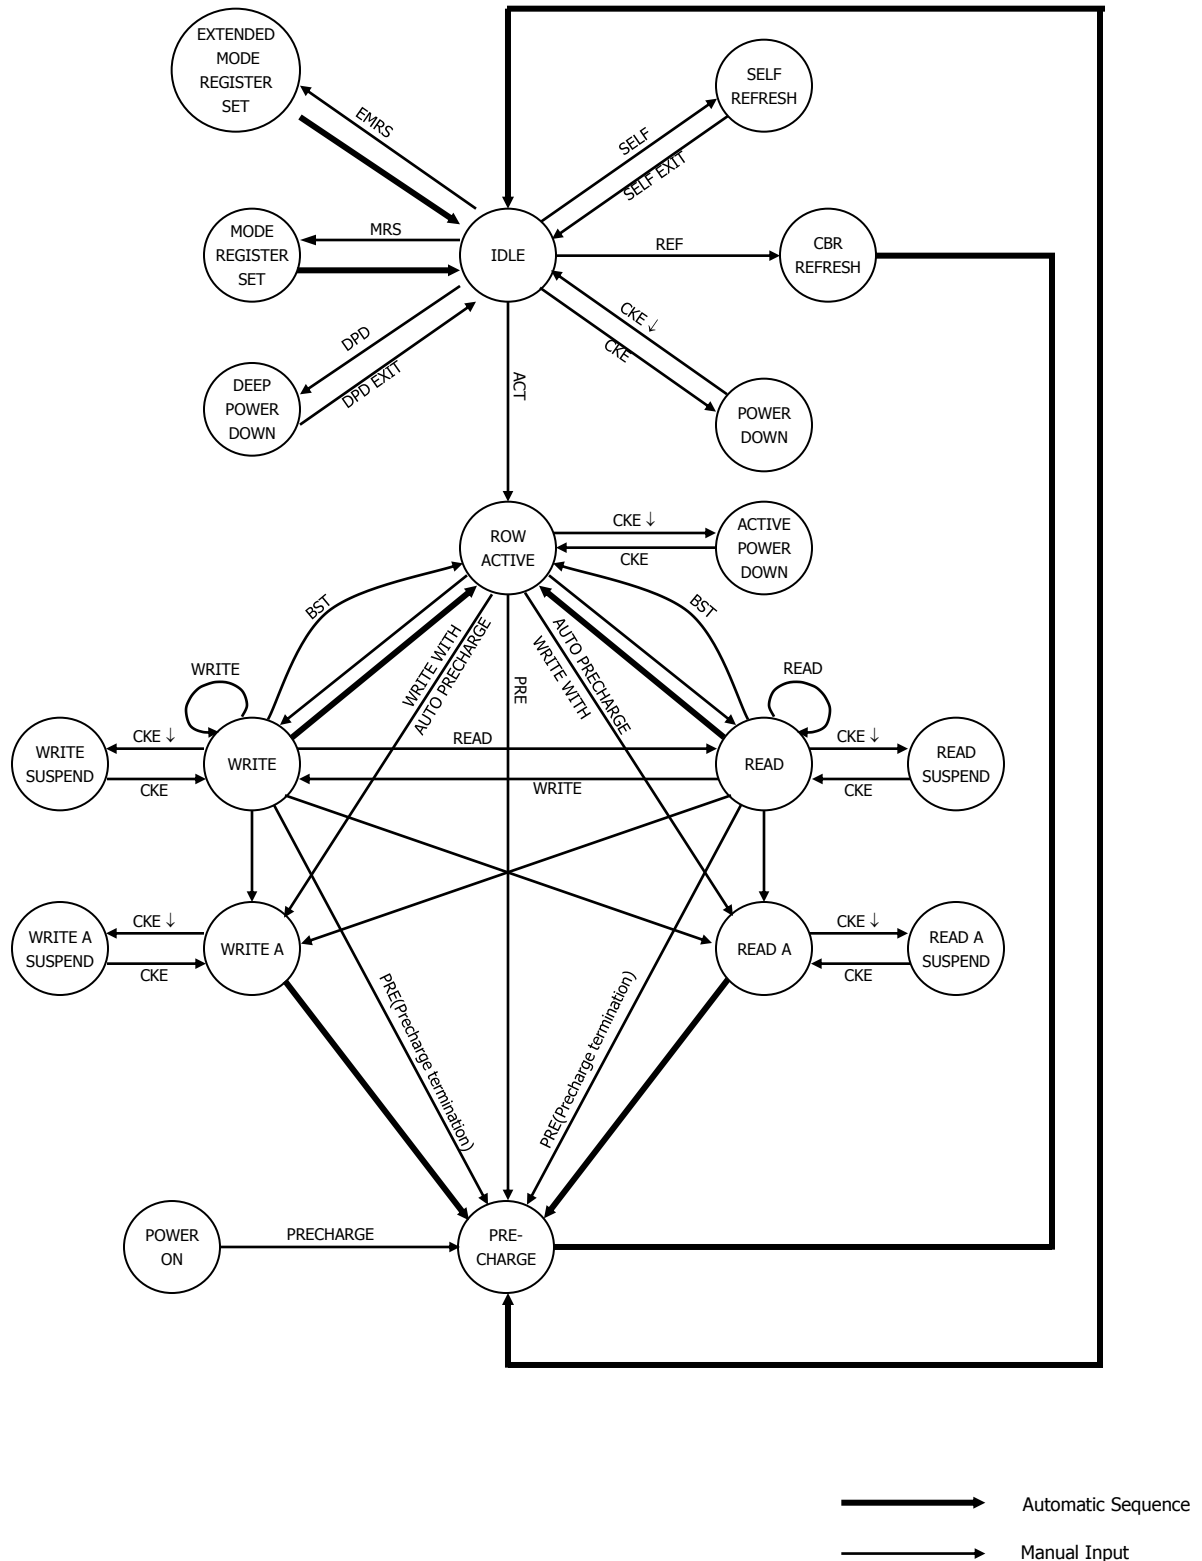 EXTENDED
MODE
REGISTER
SET
EMRS
SELF
REFRESH
SELF
SELF EXIT
MODE
REGISTER
SET
MRS
IDLE
REF
CBR
REFRESH
DPD
DPD EXIT
CKE ↓
CKE
ACT
DEEP
POWER
DOWN
POWER
DOWN
ROW
ACTIVE
CKE ↓
CKE
ACTIVE
POWER
DOWN
BST
BST
WRITE WITH
AUTO PRECHARGE
PRE
AUTO PRECHARGE
WRITE WITH
WRITE
READ
WRITE
SUSPEND
CKE ↓
CKE
WRITE
READ
WRITE
READ
CKE ↓
CKE
READ
SUSPEND
WRITE A
SUSPEND
CKE ↓
CKE
WRITE A
READ A
CKE ↓
CKE
READ A
SUSPEND
PRE(Precharge termination)
PRE(Precharge termination)
POWER
ON
PRECHARGE
PRE-
CHARGE
Automatic Sequence
Manual Input